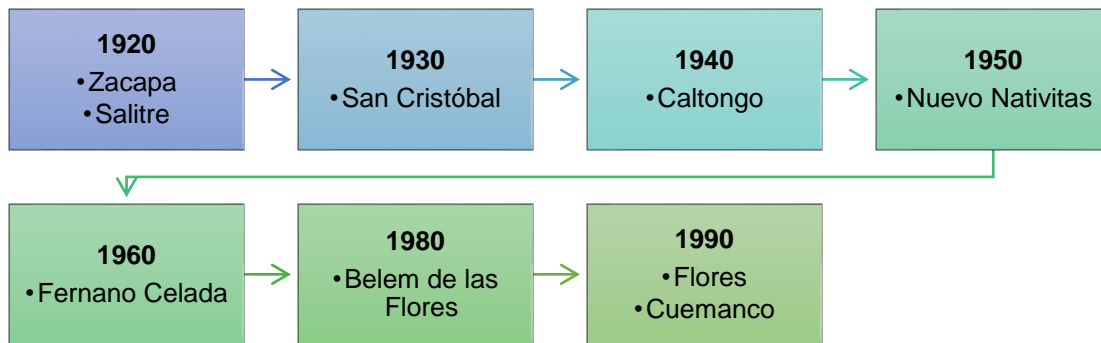 1920
•Zacapa
•Salitre
1930
•San Cristóbal
1940
•Caltongo
1950
•Nuevo Nativitas
1960
•Fernano Celada
1980
•Belem de las
Flores
1990
•Flores
•Cuemanco